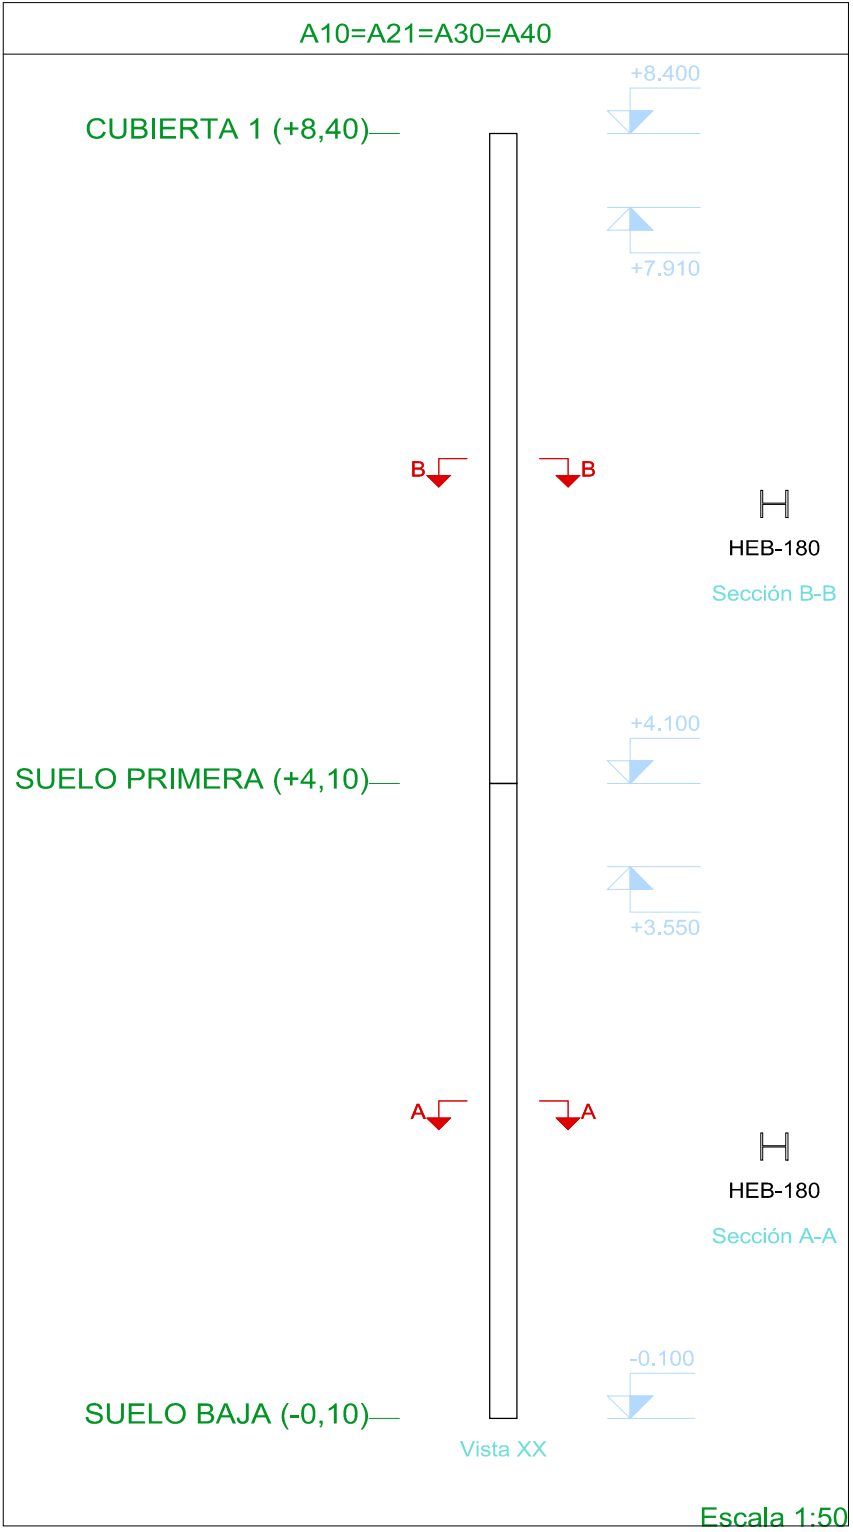 A10=A21=A30=A40
+8.400
CUBIERTA 1 (+8,40)
+7.910
B
B
HEB-180
Sección B-B
+4.100
SUELO PRIMERA (+4,10)
+3.550
A
A
HEB-180
Sección A-A
-0.100
SUELO BAJA (-0,10)
Vista XX
Escala 1:50